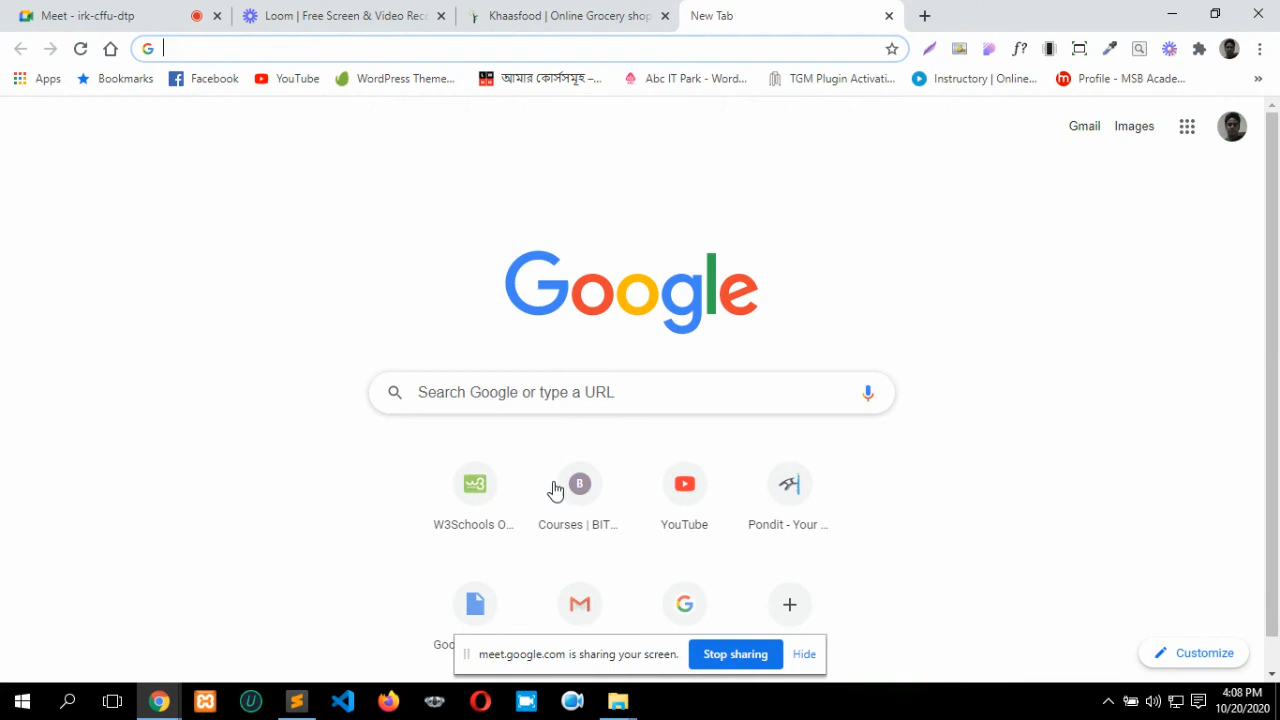 Meet - irk-cffu-dtp
Loom | Free Screen & Video Rec
Khaasfood | Online Grocery shop
New Tab
Apps
Bookmarks
Facebook
YouTube
WordPress Theme...
আমার কোর্সসমূহ –...
Abc IT Park - Word...
TGM Plugin Activati...
Instructory | Online...
Profile - MSB Acade...
»
Gmail
Images
Google
Search Google or type a URL
W3Schools O...
B
Courses | BIT...
YouTube
Pondit - Your ...
Goo
meet.google.com is sharing your screen.
Stop sharing
Hide
Customize
4:08 PM
10/20/2020